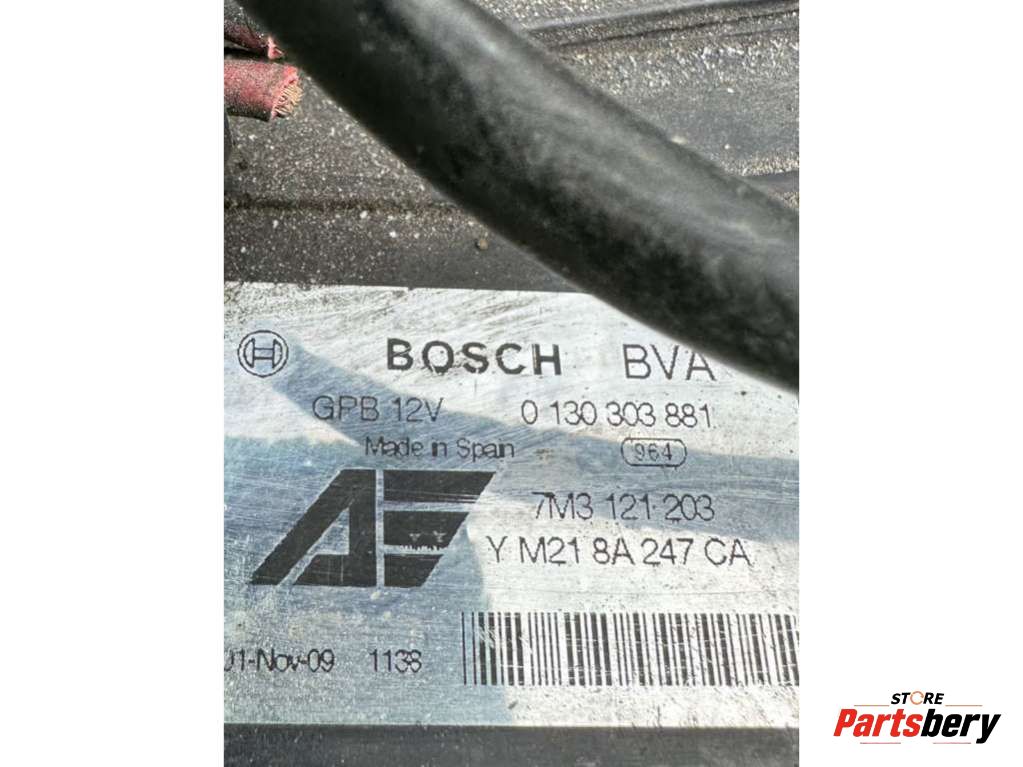 BOSCH BVA
GPB 12V 0 130 303 881
Made in Spain 964
7M3 121 203
YM21 8A 247 CA
01-Nov-09 1138
STORE
Partsbery